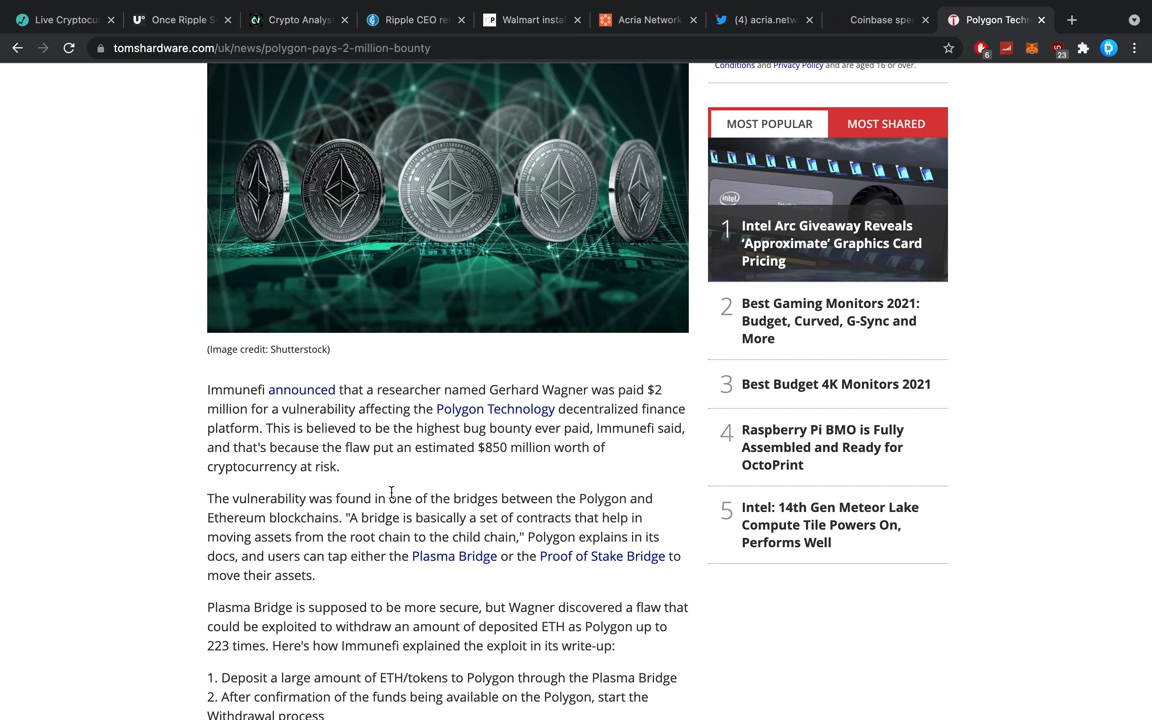 Live Cryptocur
Once Ripple S
Crypto Analys
Ripple CEO re
Walmart instal
Acria Network
(4) acria.netw
Coinbase spe
Polygon Techn
tomshardware.com/uk/news/polygon-pays-2-million-bounty
6
23
Conditions and Privacy Policy and are aged 16 or over.
MOST POPULAR
MOST SHARED
intel
1 Intel Arc Giveaway Reveals
'Approximate' Graphics Card
Pricing
2 Best Gaming Monitors 2021:
Budget, Curved, G-Sync and
More
3 Best Budget 4K Monitors 2021
4 Raspberry Pi BMO is Fully
Assembled and Ready for
OctoPrint
5 Intel: 14th Gen Meteor Lake
Compute Tile Powers On,
Performs Well
(Image credit: Shutterstock)
Immunefi announced that a researcher named Gerhard Wagner was paid $2
million for a vulnerability affecting the Polygon Technology decentralized finance
platform. This is believed to be the highest bug bounty ever paid, Immunefi said,
and that's because the flaw put an estimated $850 million worth of
cryptocurrency at risk.
The vulnerability was found in one of the bridges between the Polygon and
Ethereum blockchains. "A bridge is basically a set of contracts that help in
moving assets from the root chain to the child chain," Polygon explains in its
docs, and users can tap either the Plasma Bridge or the Proof of Stake Bridge to
move their assets.
Plasma Bridge is supposed to be more secure, but Wagner discovered a flaw that
could be exploited to withdraw an amount of deposited ETH as Polygon up to
223 times. Here's how Immunefi explained the exploit in its write-up:
1. Deposit a large amount of ETH/tokens to Polygon through the Plasma Bridge
2. After confirmation of the funds being available on the Polygon, start the
Withdrawal process